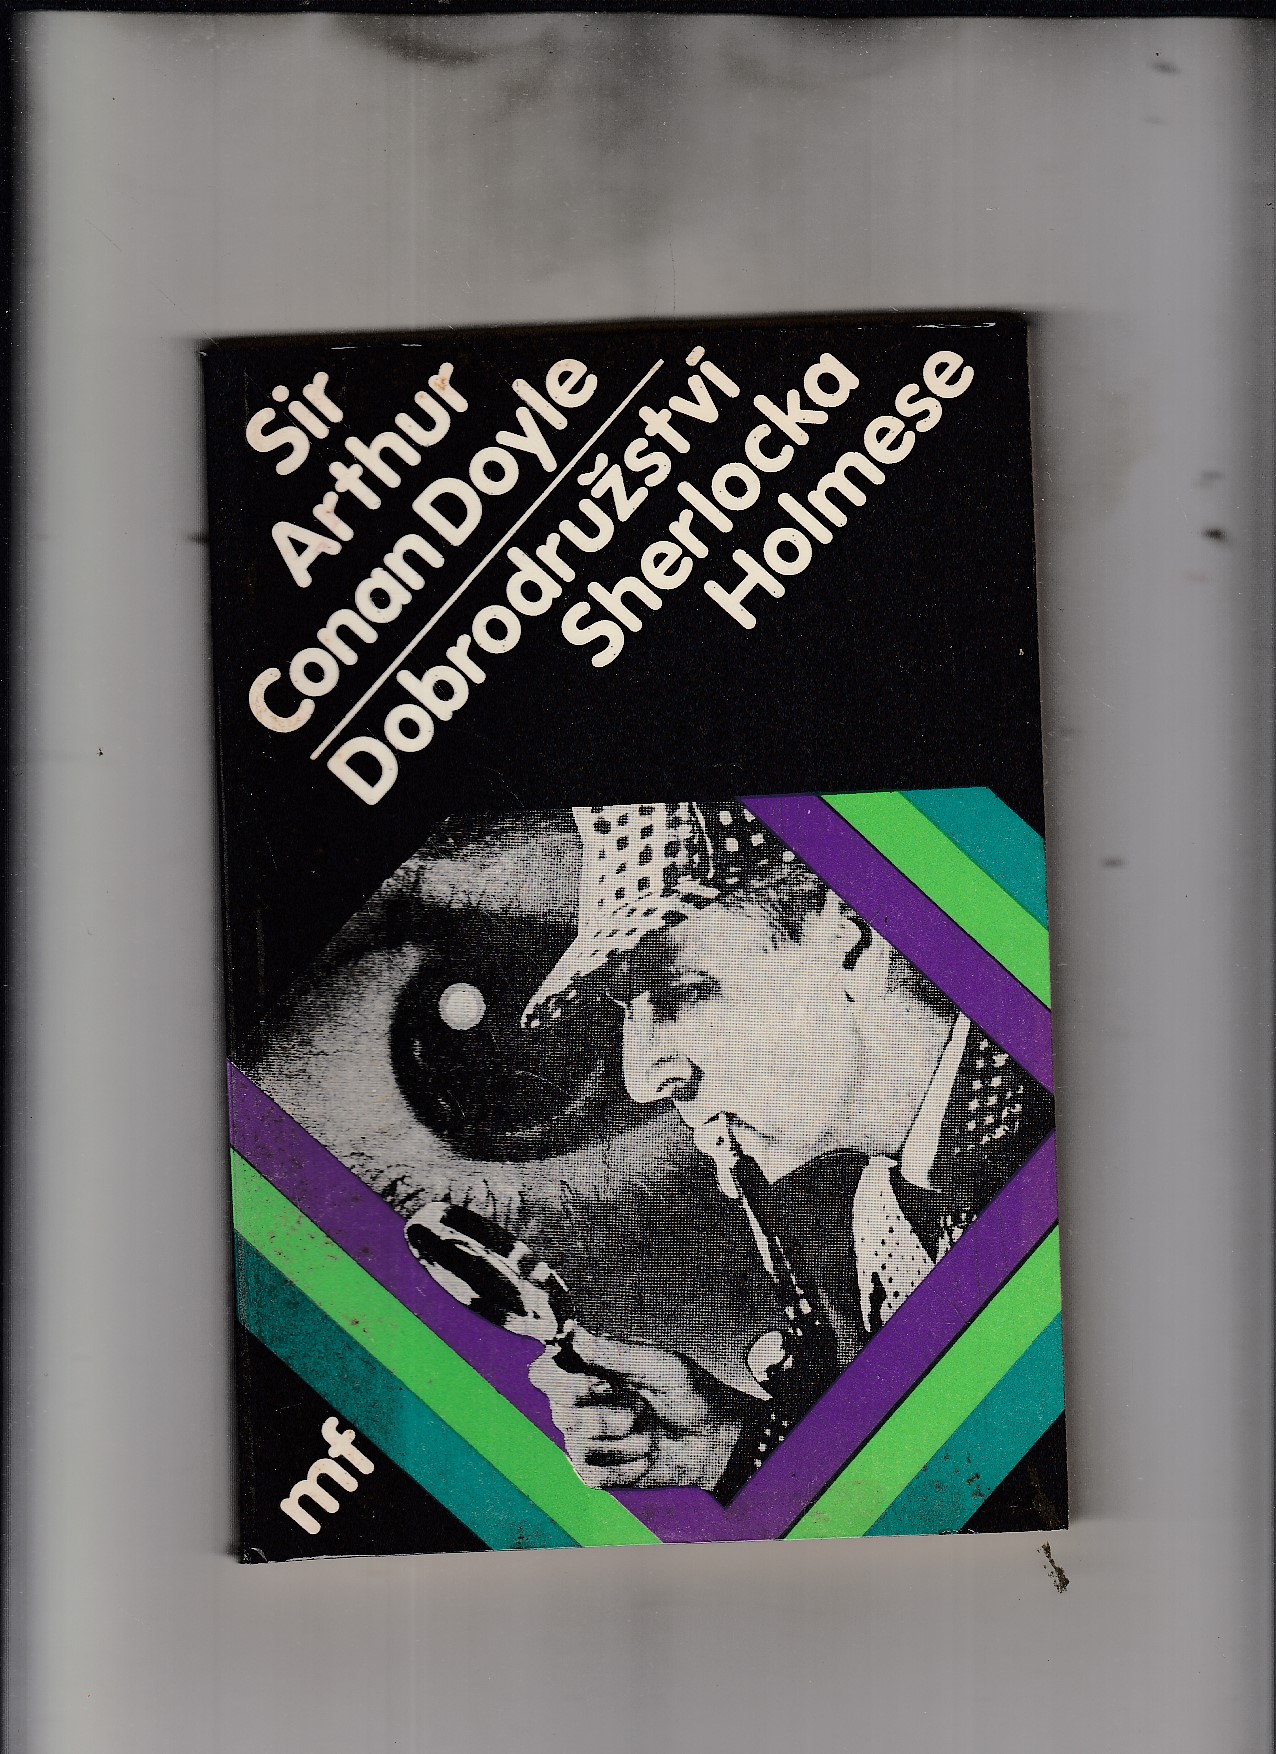 Sir
Arthur
Conan Doyle
Dobrodružství
Sherlocka
Holmese
mf